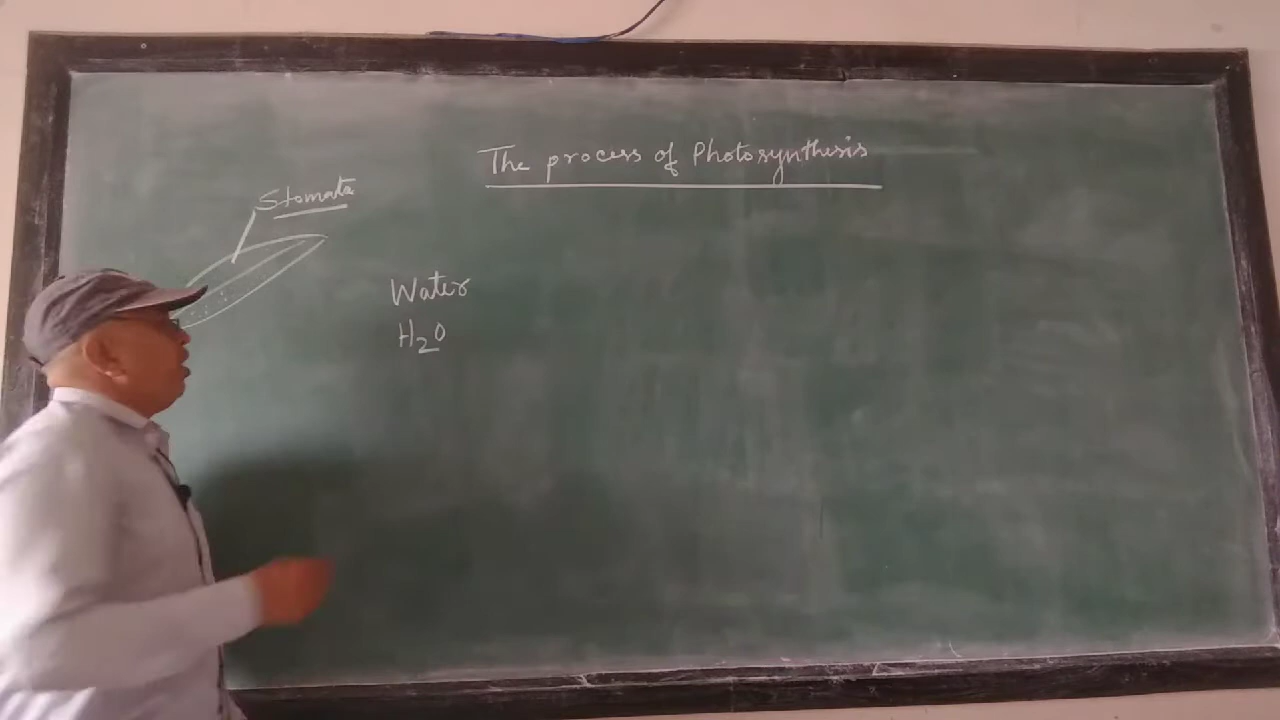 The process of Photosynthesis
Stomata
Water
H2O